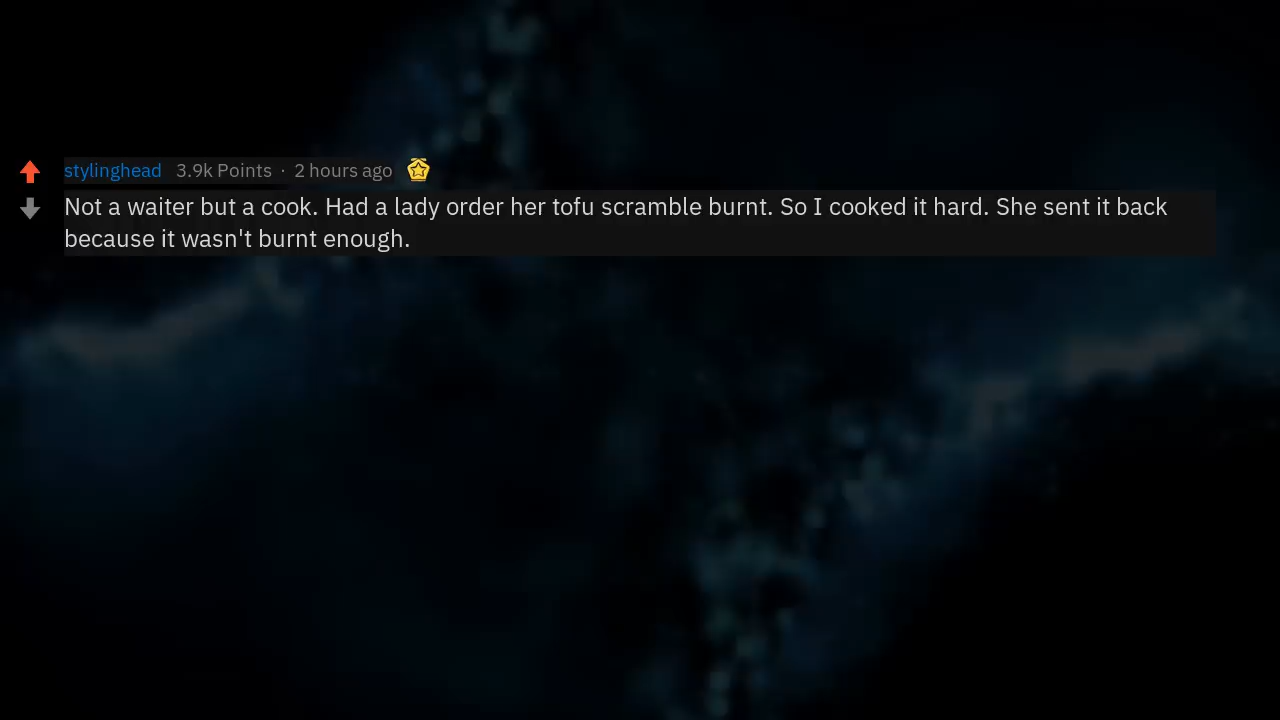 stylinghead 3.9k Points · 2 hours ago
Not a waiter but a cook. Had a lady order her tofu scramble burnt. So I cooked it hard. She sent it back
because it wasn't burnt enough.